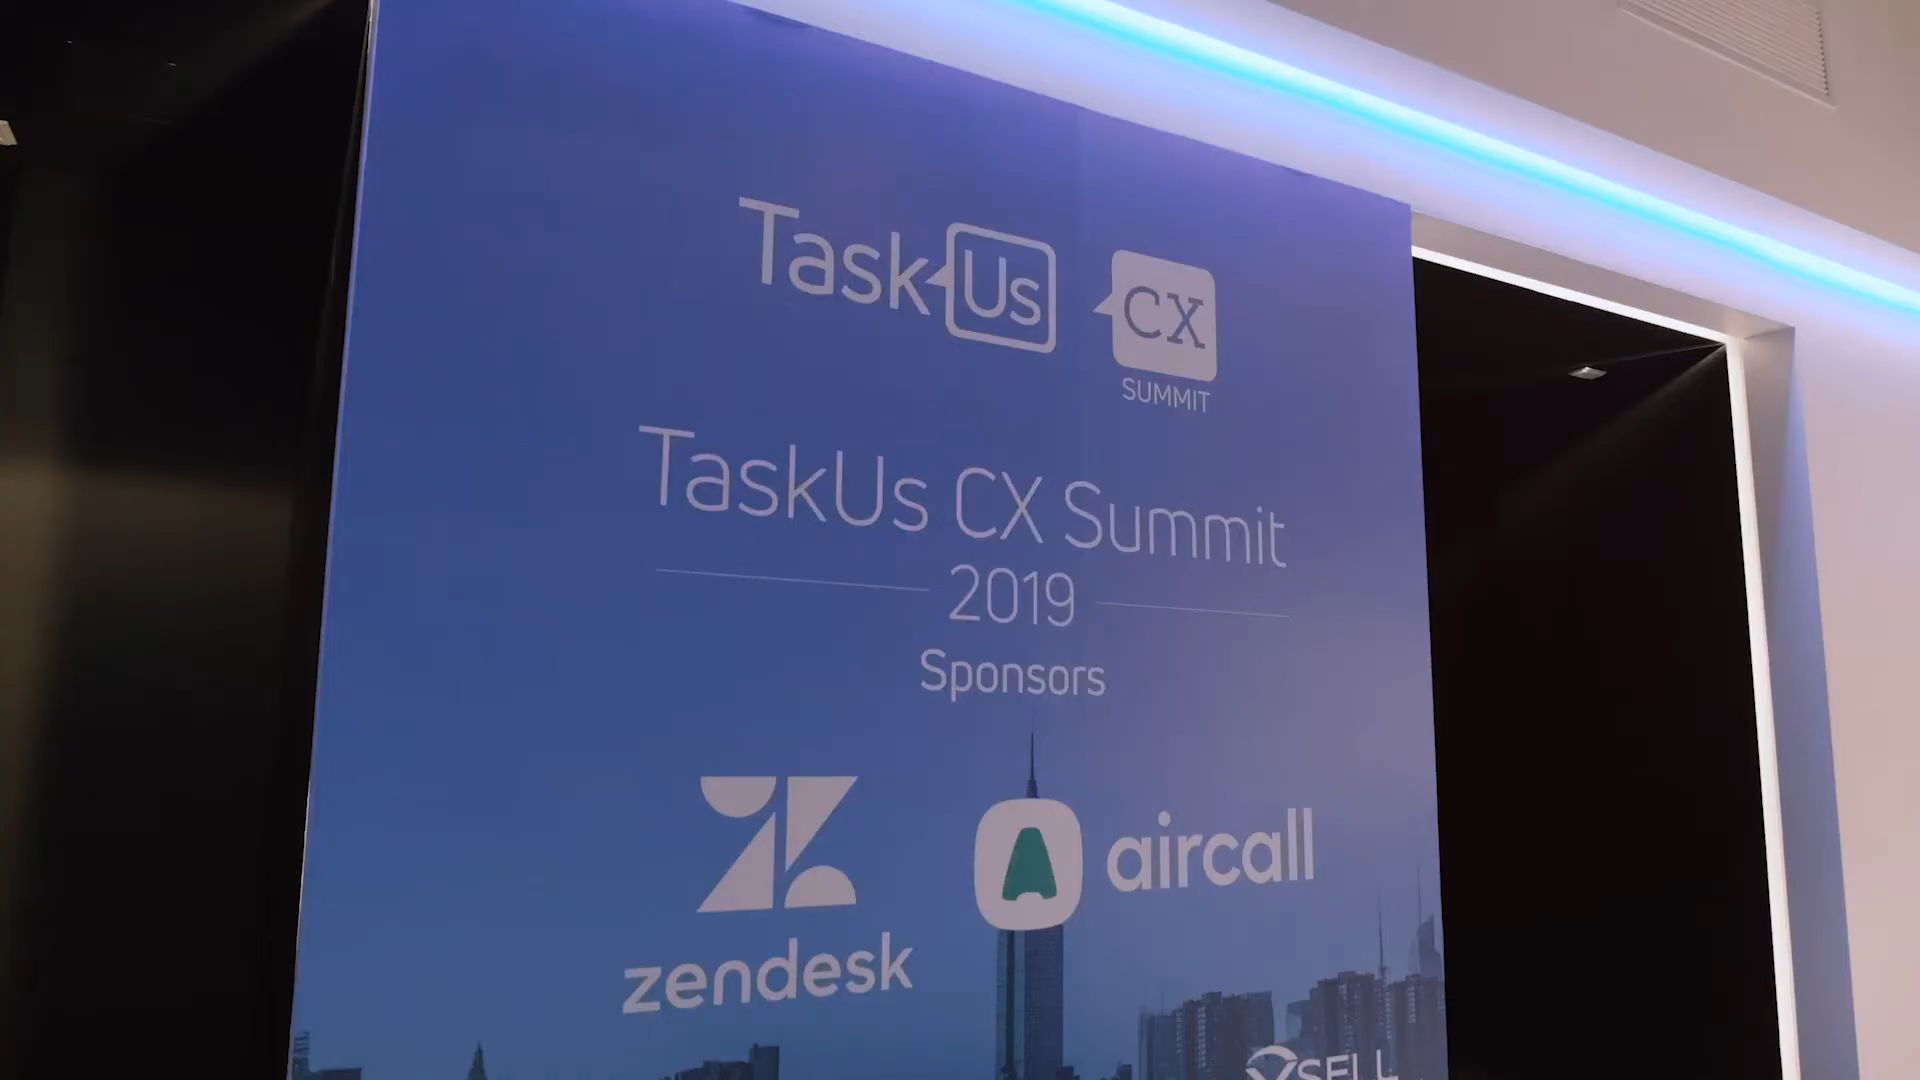 TaskUs
CX
SUMMIT
TaskUs CX Summit
2019
Sponsors
zendesk
aircall